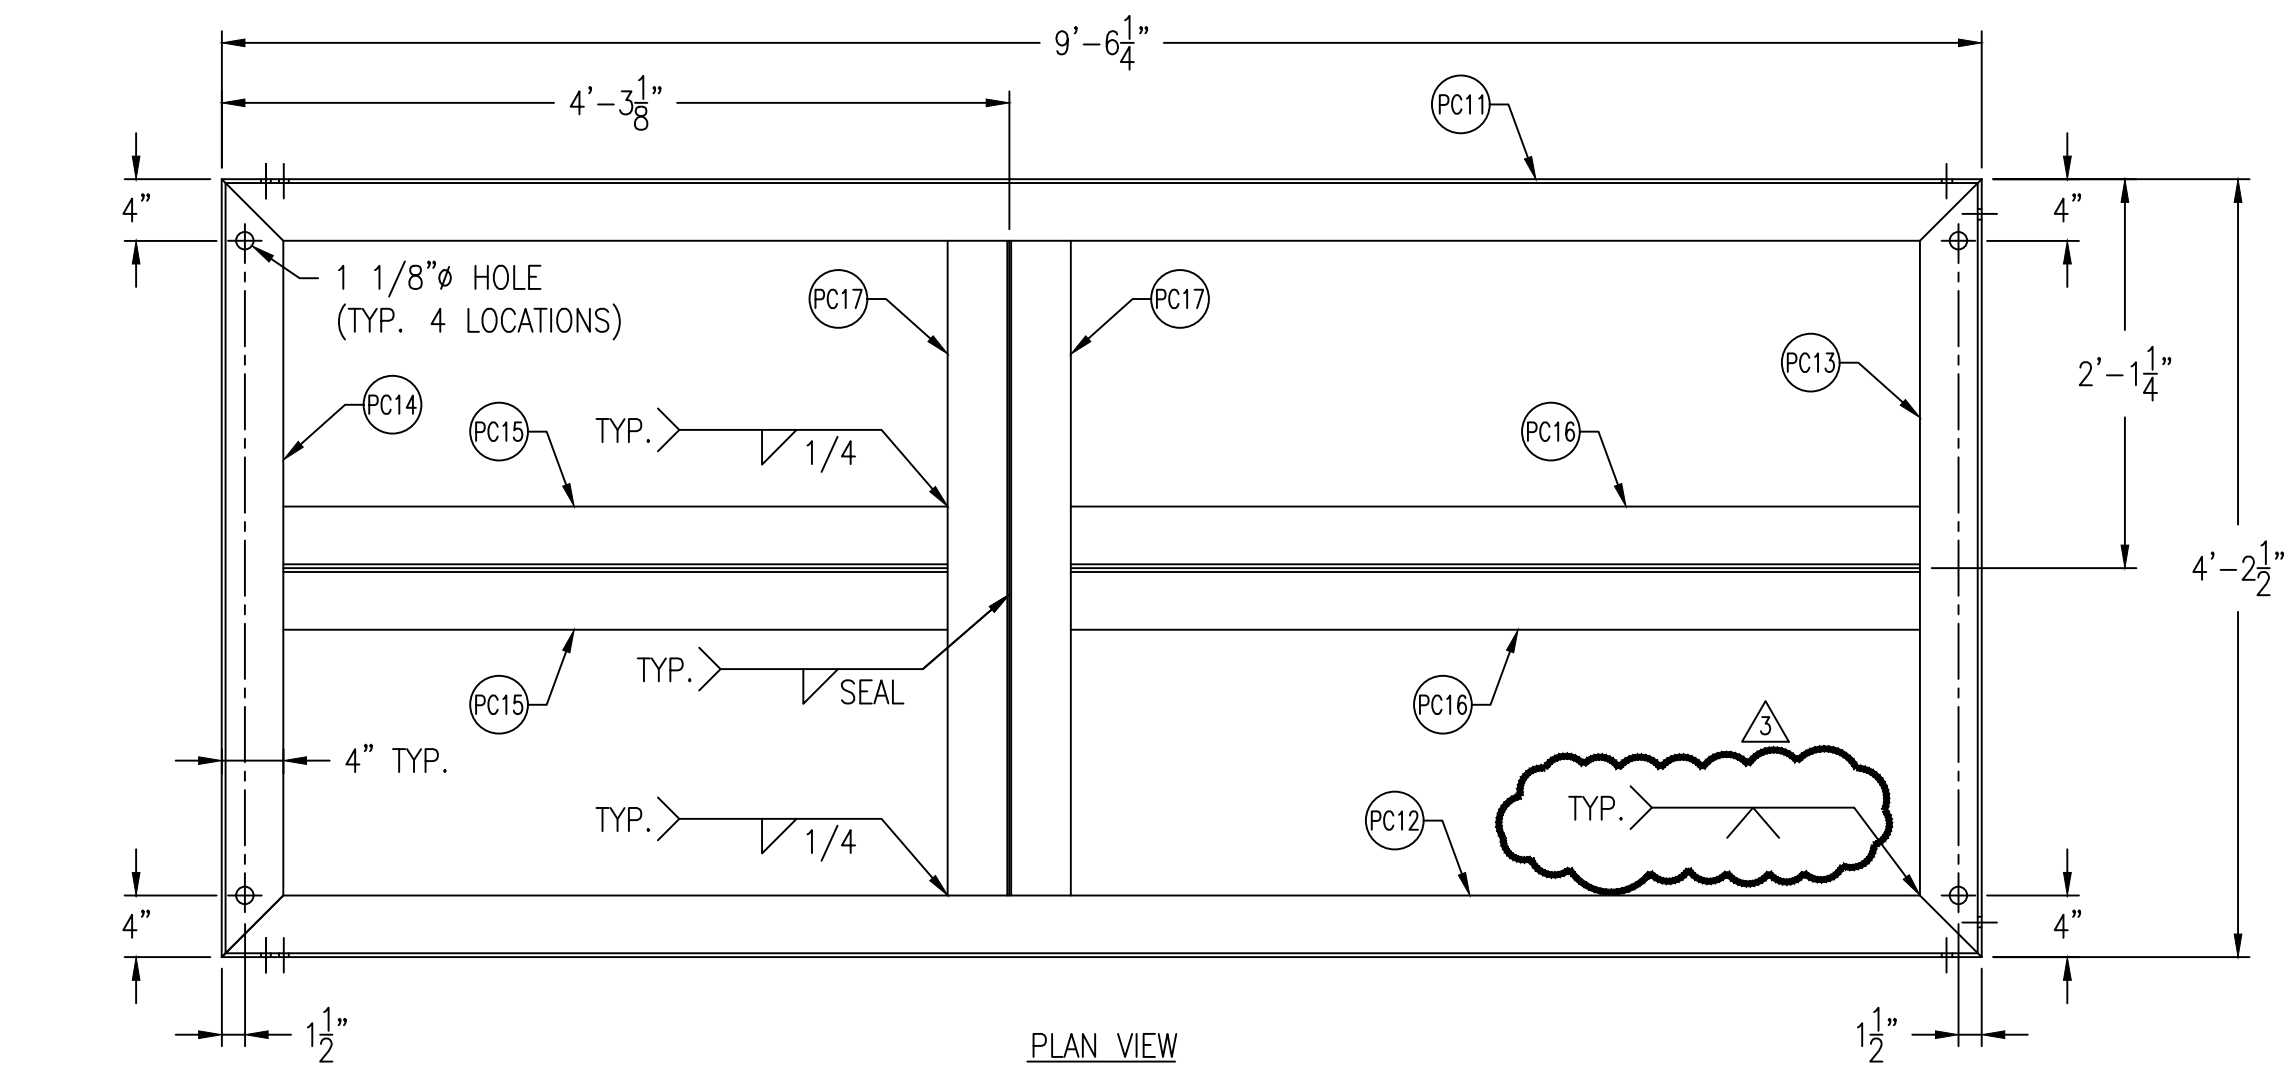 9'-6 1/4"
4'-3 1/8"
PC11
4"
4"
1 1/8"ø HOLE
(TYP. 4 LOCATIONS)
PC17
PC17
PC13
2'-1 1/4"
PC14
PC15
TYP.
1/4
PC16
4'-2 1/2"
TYP.
SEAL
PC15
PC16
3
4" TYP.
TYP.
1/4
PC12
TYP.
4"
4"
1 1/2"
PLAN VIEW
1 1/2"